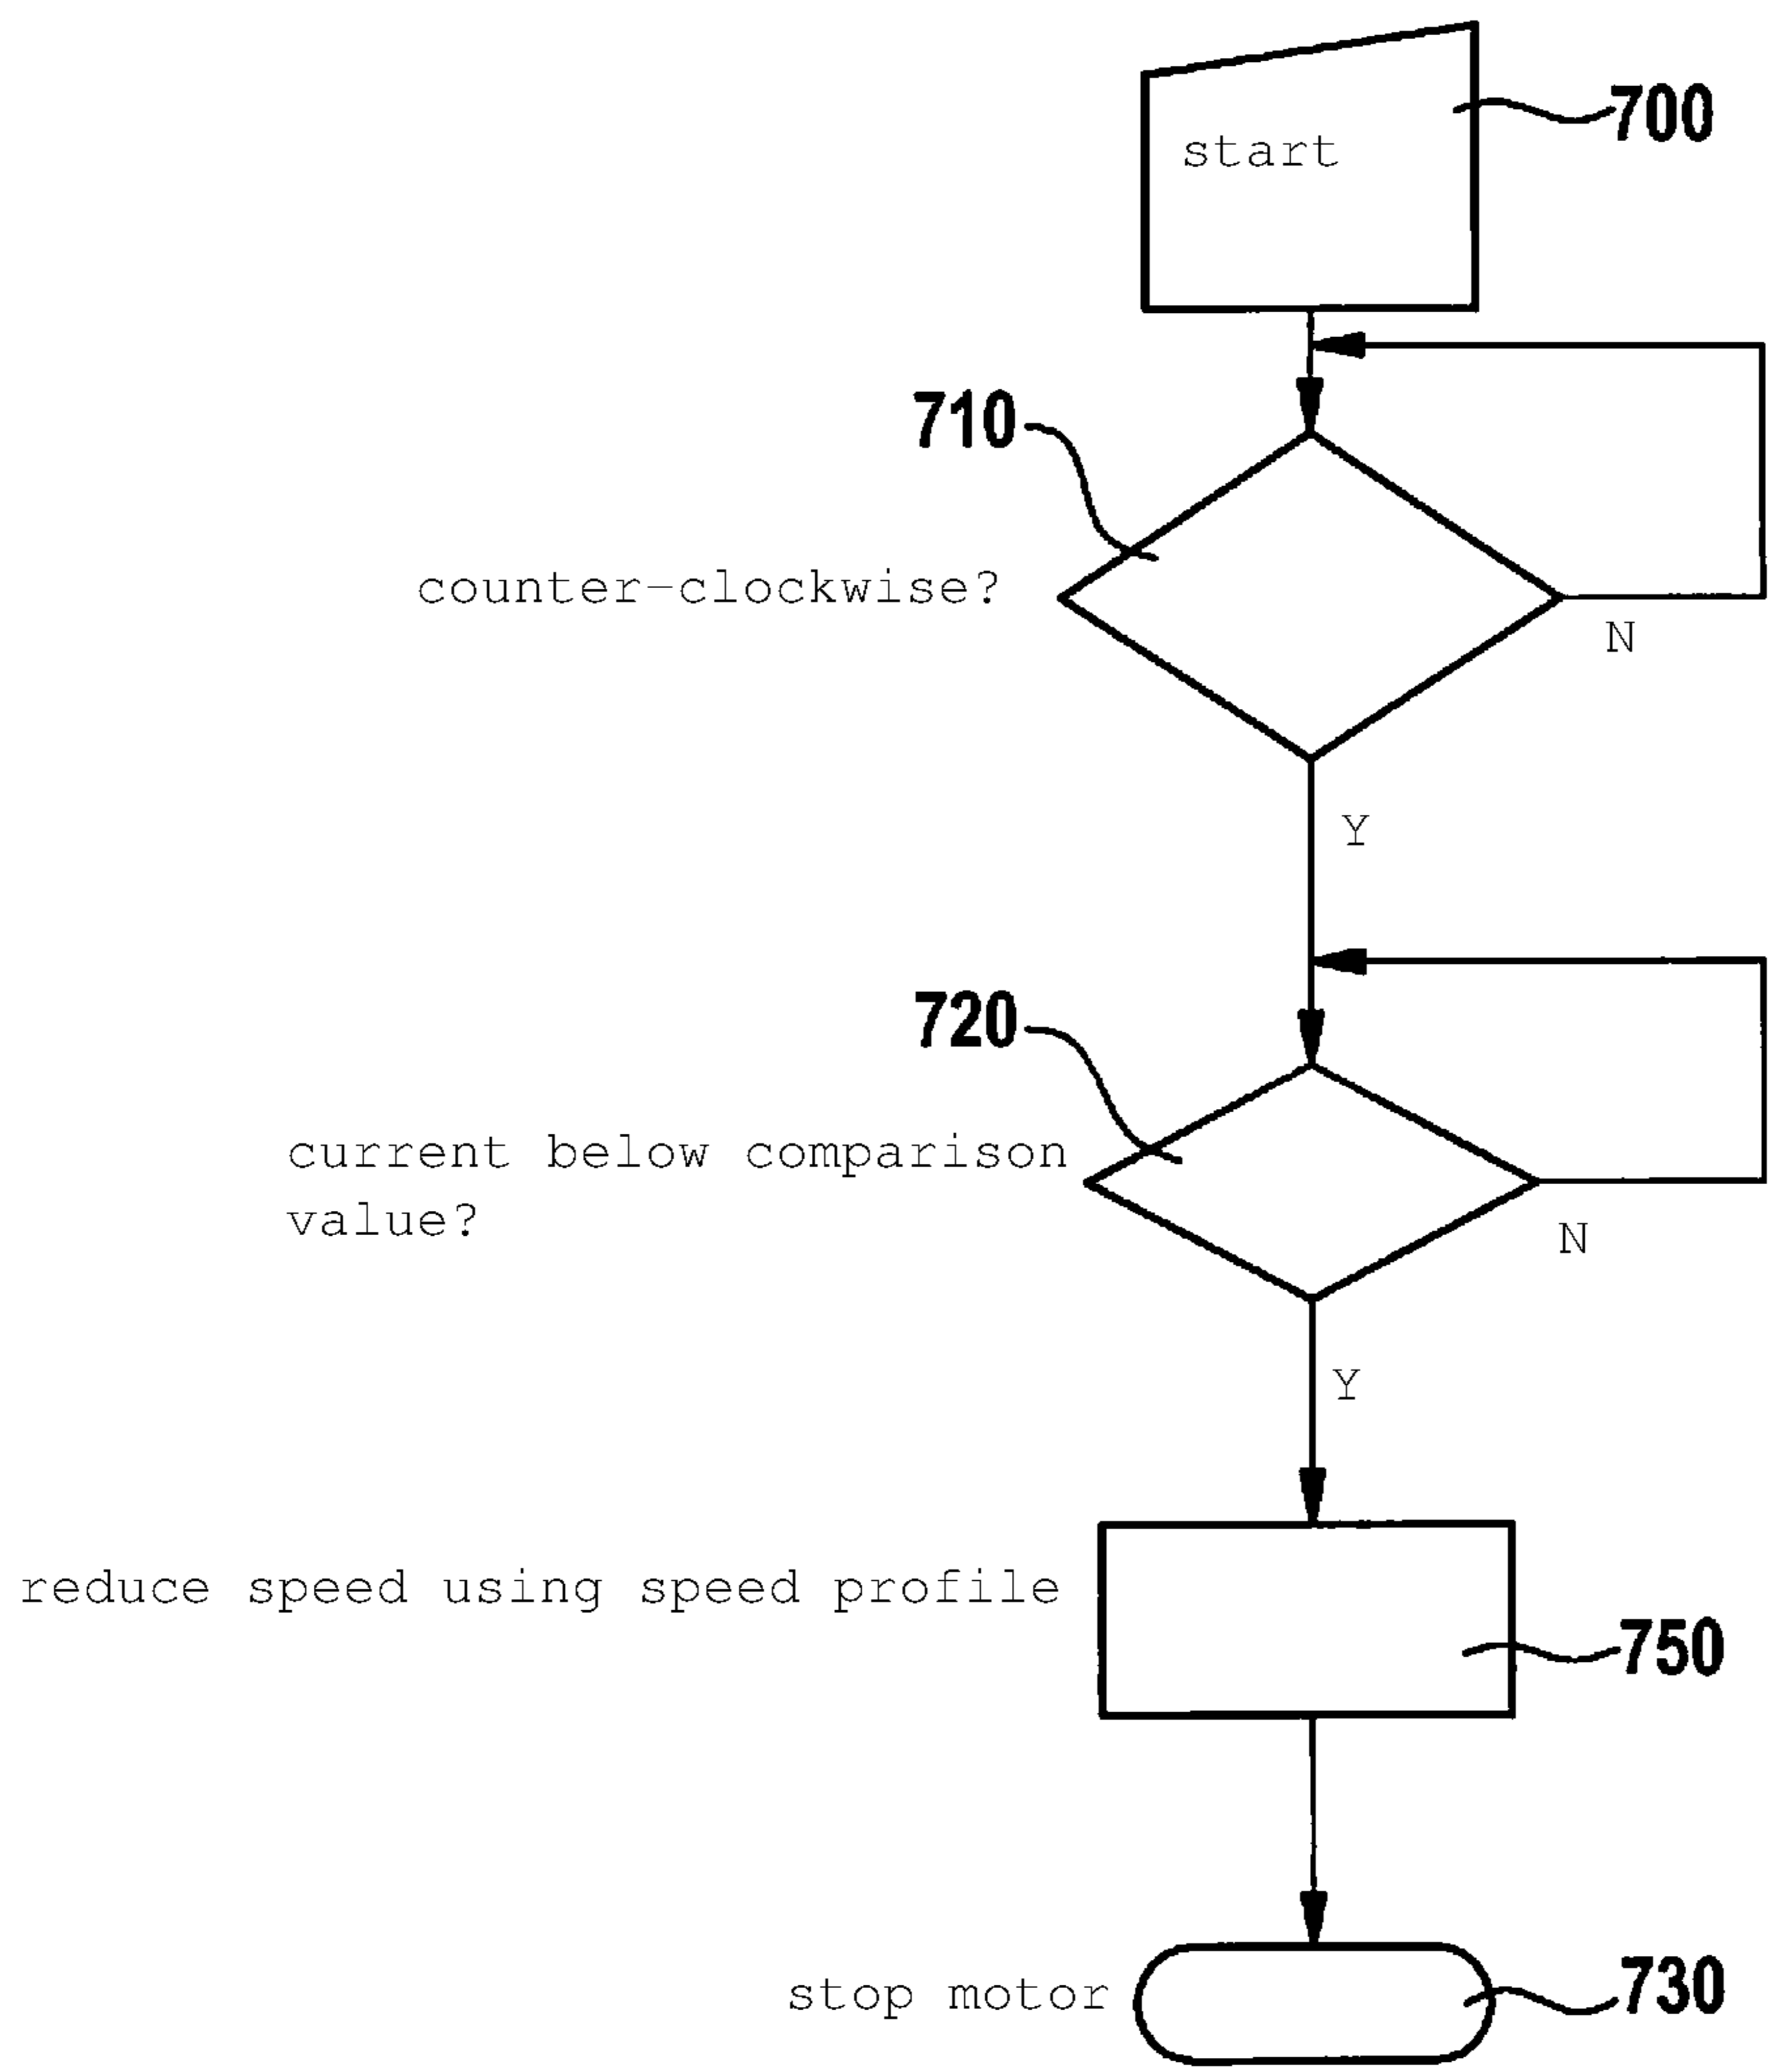 start
700
710
counter-clockwise?
N
Y
720
current below comparison
value?
N
Y
reduce speed using speed profile
750
stop motor
730